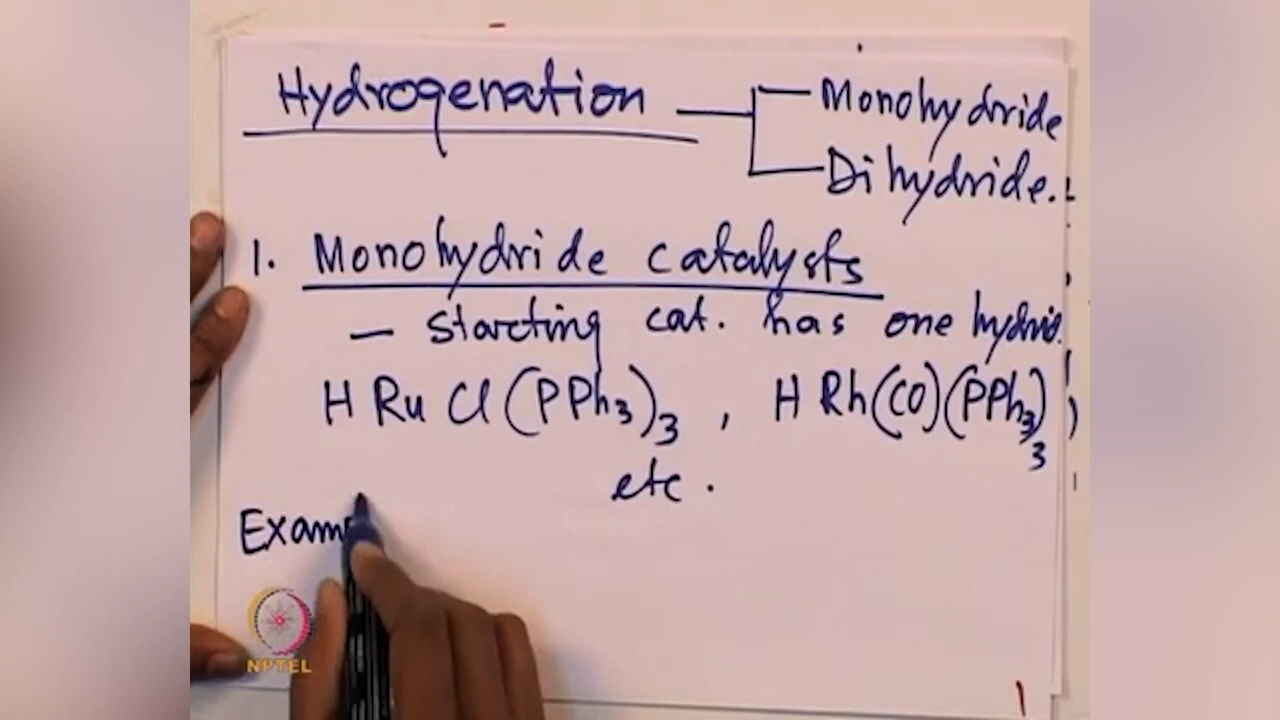 Hydrogenation
Monohydride
Dihydride.
1. Monohydride catalysts
— Starting cat. has one
H Ru Cl (PPh3)3 , H Rh(CO)(PPh3)3
etc.
Exam
NPTEL